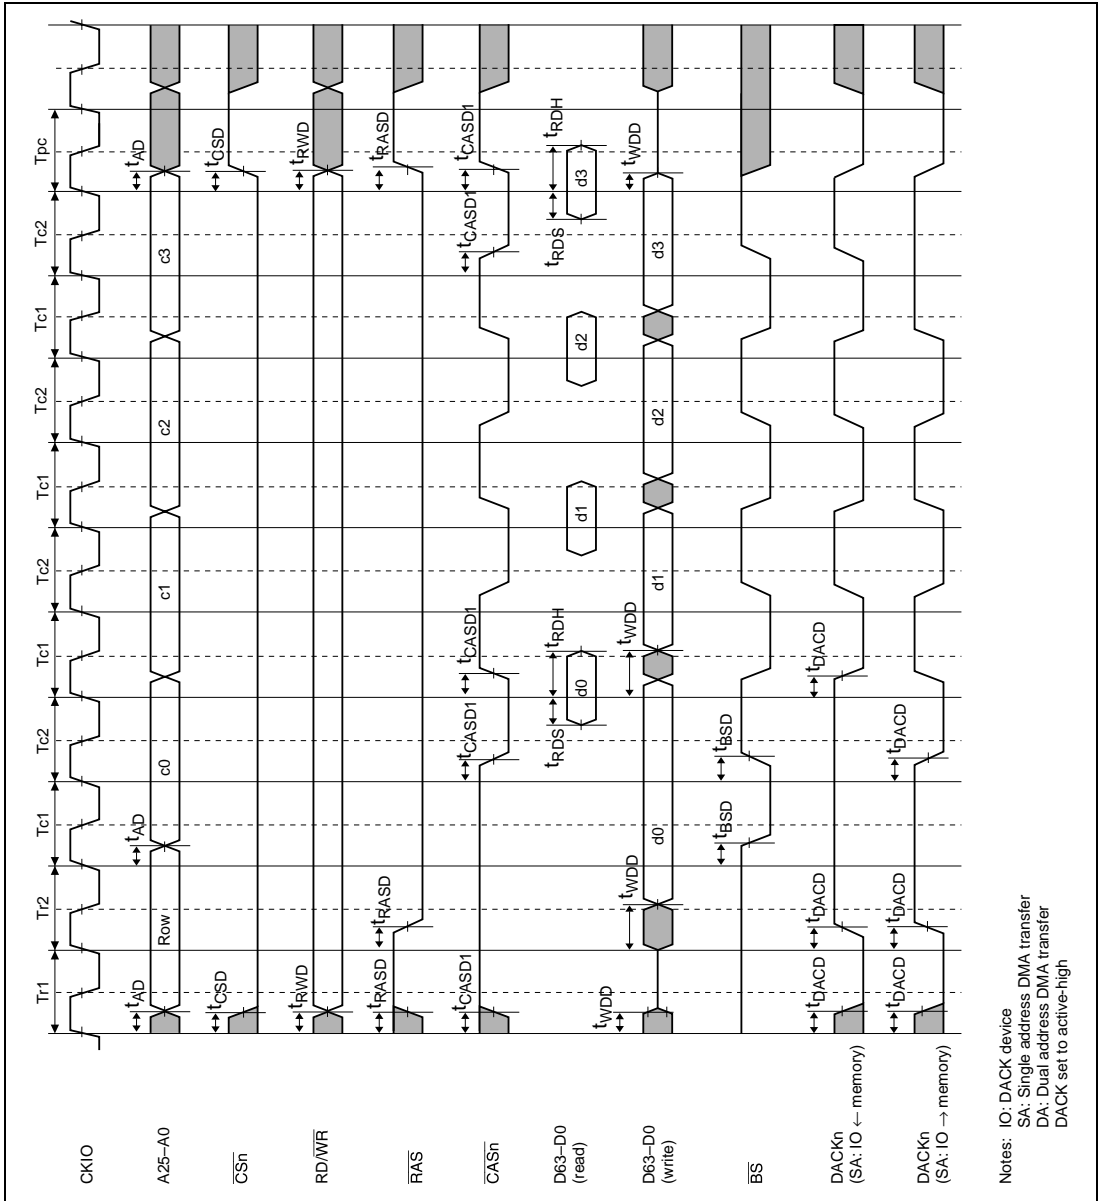 Tr1 Tr2 Tc1 Tc2 Tc1 Tc2 Tc1 Tc2 Tc1 Tc2 Tpc
CKIO
A25–A0 tAD Row tAD c0 c1 c2 c3 tAD
CSn tCSD tCSD
RD/WR tRWD tRWD
RAS tRASD tRASD tRASD
CASn tCASD1 tCASD1 tCASD1 tCASD1 tCASD1
D63–D0
(read) tRDS d0 tRDH d1 d2 tRDS d3 tRDH
D63–D0
(write) tWDD tWDD d0 tWDD d1 d2 d3 tWDD
BS tBSD tBSD
DACKn
(SA: IO ← memory) tDACD tDACD tDACD
DACKn
(SA: IO → memory) tDACD tDACD tDACD
Notes: IO: DACK device
SA: Single address DMA transfer
DA: Dual address DMA transfer
DACK set to active-high